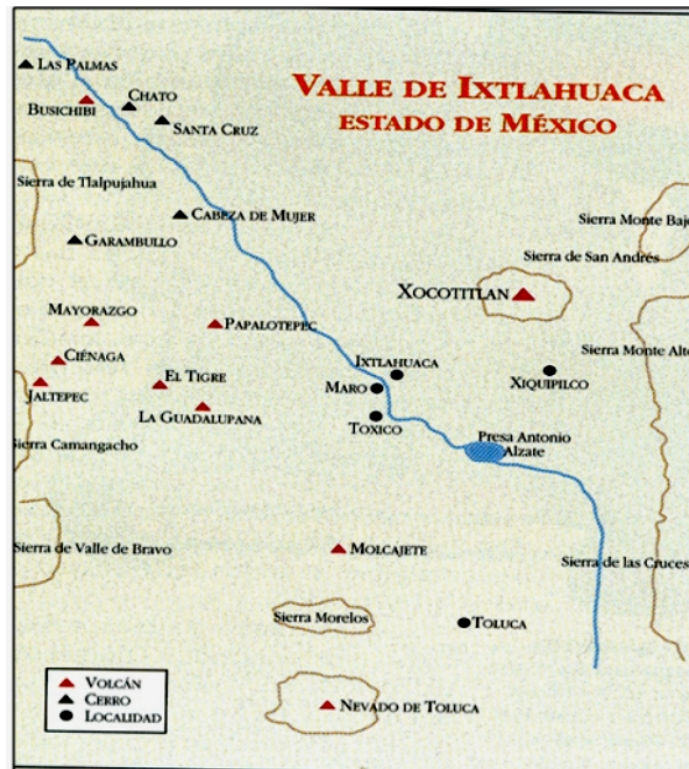 LAS PALMAS
VALLE DE IXTLAHUACA
ESTADO DE MÉXICO
CHATO
BUSICHIBI
SANTA CRUZ
Sierra de Tlalpujahua
CABEZA DE MUJER
Sierra Monte Bajo
GARAMBULLO
Sierra de San Andrés
XOCOTITLAN
MAYORAZGO
PAPALOTEPEC
CIÉNAGA
IXTLAHUACA
Sierra Monte Alto
EL TIGRE
MARO
XIQUIPILCO
JALTEPEC
LA GUADALUPANA
TOXICO
Presa Antonio
Alzate
Sierra Camangacho
Sierra de Valle de Bravo
MOLCAJETE
Sierra de las Cruces
Sierra Morelos
TOLUCA
VOLCÁN
CERRO
LOCALIDAD
NEVADO DE TOLUCA